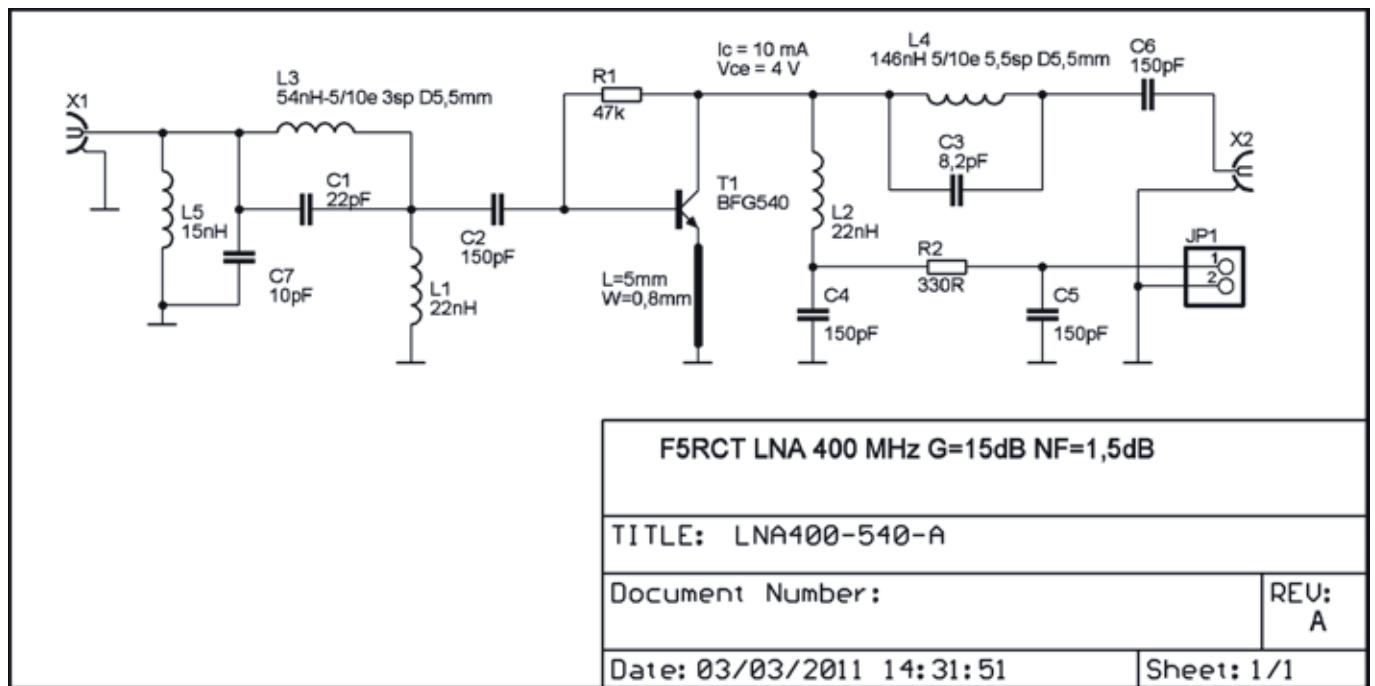 X1
L3
54nH-5/10e 3sp D5,5mm
L5
15nH
C1
22pF
C7
10pF
L1
22nH
C2
150pF
R1
47k
Ic = 10 mA
Vce = 4 V
T1
BFG540
L=5mm
W=0,8mm
L4
146nH 5/10e 5,5sp D5,5mm
C3
8,2pF
L2
22nH
C4
150pF
R2
330R
C5
150pF
C6
150pF
X2
JP1
1
2
F5RCT LNA 400 MHz G=15dB NF=1,5dB
TITLE: LNA400-540-A
Document Number:
REV:
A
Date: 03/03/2011 14:31:51
Sheet: 1/1